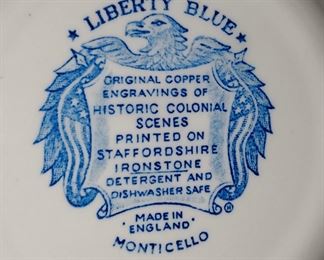 ★ LIBERTY BLUE ★
ORIGINAL COPPER
ENGRAVINGS OF
HISTORIC COLONIAL
SCENES
PRINTED ON
STAFFORDSHIRE
IRONSTONE
DETERGENT AND
DISHWASHER SAFE
· MADE IN ·
ENGLAND
MONTICELLO